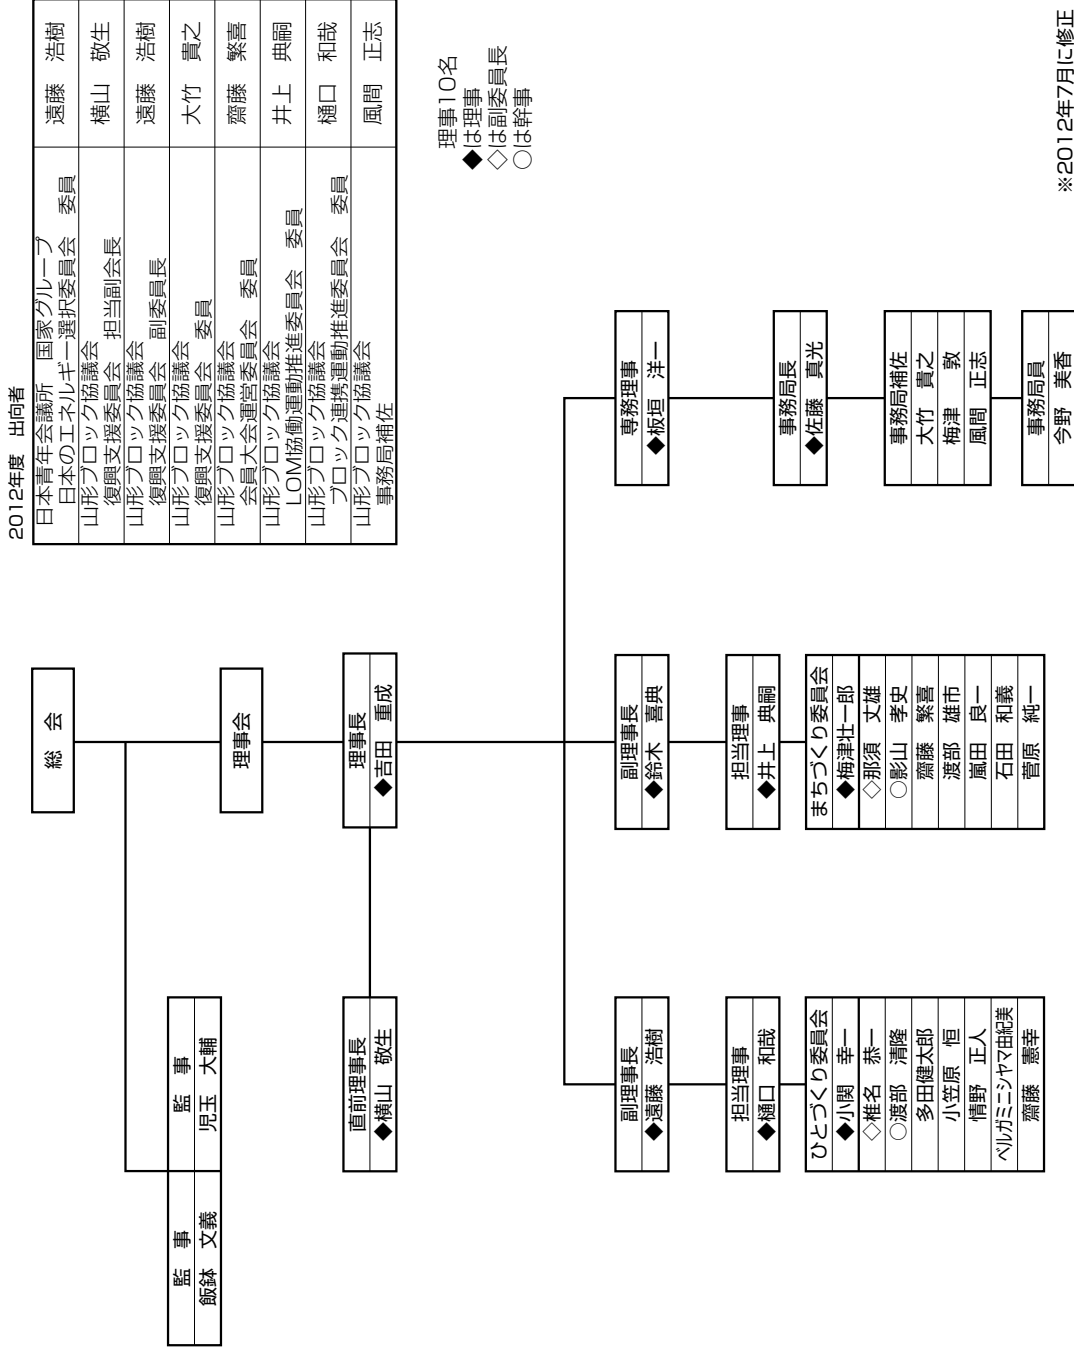 総　会
監　事
飯鉢　文義
監　事
児玉　大輔
理事会
直前理事長
◆横山　敬生
理事長
◆吉田　重成
副理事長
◆遠藤　浩樹
担当理事
◆樋口　和哉
ひとづくり委員会
◆小関　幸一
◇椎名　恭一
○渡部　清隆
多田健太郎
小笠原　恒
情野　正人
ベルガミニシヤマ由紀美
齋藤　憲幸
副理事長
◆鈴木　喜典
担当理事
◆井上　典嗣
まちづくり委員会
◆梅津壮一郎
◇那須　丈雄
○影山　孝史
齋藤　繁喜
渡部　雄市
嵐田　良一
石田　和義
菅原　純一
専務理事
◆板垣　洋一
事務局長
◆佐藤　真光
事務局補佐
大竹　貴之
梅津　敦
風間　正志
事務局員
今野　美香
2012年度　出向者
日本青年会議所　国家グループ
日本のエネルギー選択委員会　委員
遠藤　浩樹
山形ブロック協議会
復興支援委員会　担当副会長
横山　敬生
山形ブロック協議会
復興支援委員会　副委員長
遠藤　浩樹
山形ブロック協議会
復興支援委員会　委員
大竹　貴之
山形ブロック協議会
会員大会運営委員会　委員
齋藤　繁喜
山形ブロック協議会
LOM協働運動推進委員会　委員
井上　典嗣
山形ブロック協議会
ブロック連携運動推進委員会　委員
樋口　和哉
山形ブロック協議会
事務局補佐
風間　正志
理事10名
◆は理事
◇は副委員長
○は幹事
※2012年7月に修正